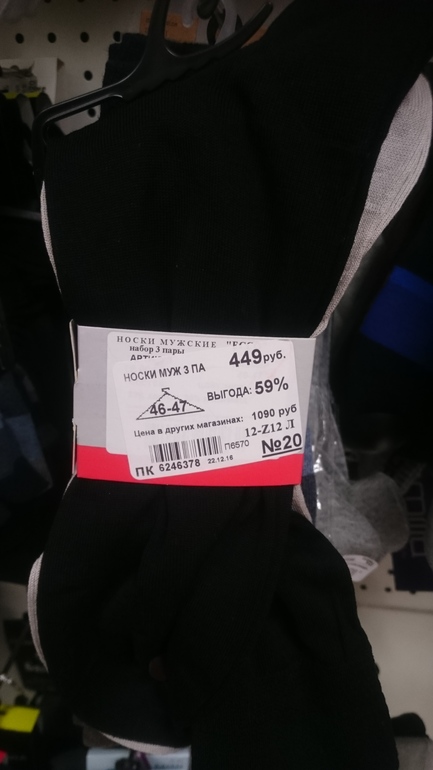 НОСКИ МУЖСКИЕ
набор 3 пары
449 руб.
НОСКИ МУЖ 3 ПА
ВЫГОДА: 59%
46-47
Цена в других магазинах: 1090 руб
12-Z12 Л
П6570
№20
ПК 6246378 22.12.16